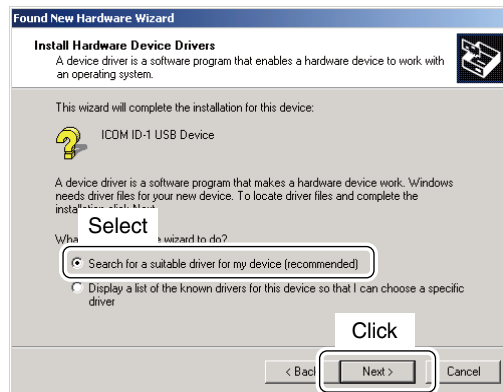 Found New Hardware Wizard
Install Hardware Device Drivers
A device driver is a software program that enables a hardware device to work with
an operating system.
This wizard will complete the installation for this device:
ICOM ID-1 USB Device
A device driver is a software program that makes a hardware device work. Windows
needs driver files for your new device. To locate driver files and complete the
Select
wizard to do?
Search for a suitable driver for my device (recommended)
Display a list of the known drivers for this device so that I can choose a specific
driver
Click
< Back
Next >
Cancel